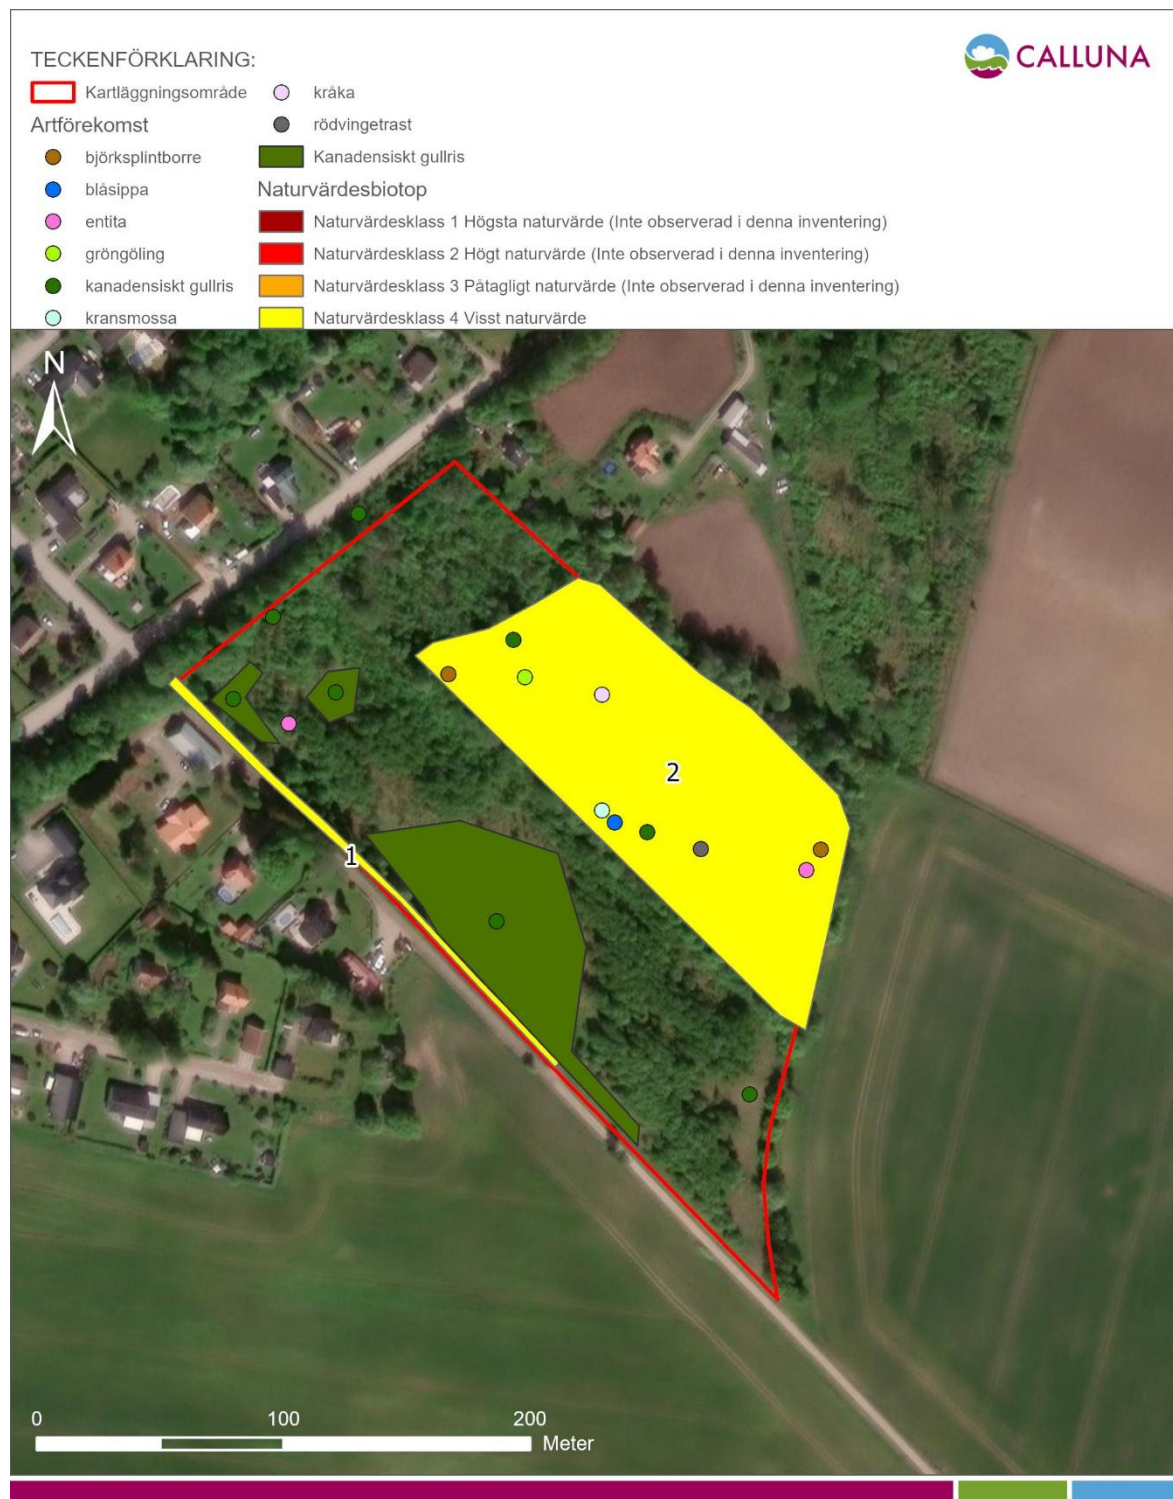 TECKENFÖRKLARING:
CALLUNA
Kartläggningsområde
Artförekomst
björksplintborre
blåsippa
entita
gröngöling
kanadensiskt gullris
kransmossa
kråka
rödvingetrast
Kanadensiskt gullris
Naturvärdesbiotop
Naturvärdesklass 1 Högsta naturvärde (Inte observerad i denna inventering)
Naturvärdesklass 2 Högt naturvärde (Inte observerad i denna inventering)
Naturvärdesklass 3 Påtagligt naturvärde (Inte observerad i denna inventering)
Naturvärdesklass 4 Visst naturvärde
N
2
1
0 100 200
Meter